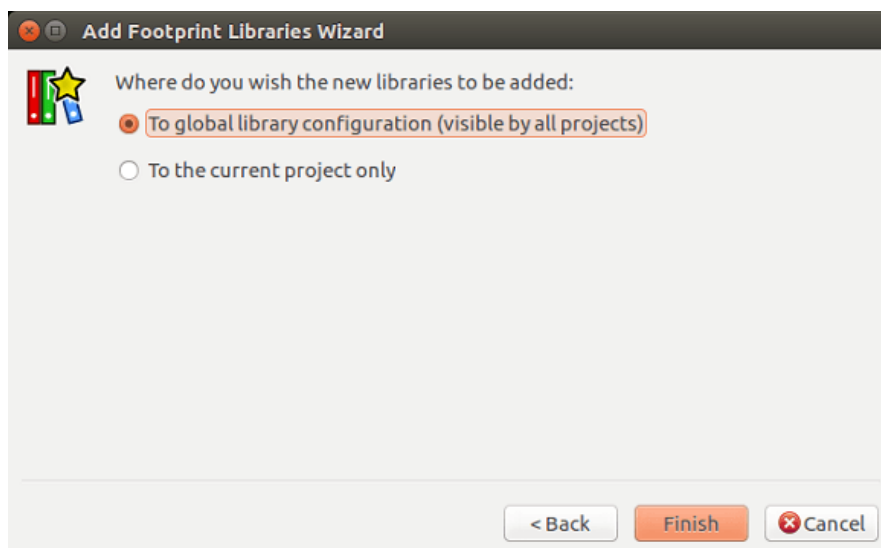 Add Footprint Libraries Wizard
Where do you wish the new libraries to be added:
To global library configuration (visible by all projects)
To the current project only
< Back Finish Cancel